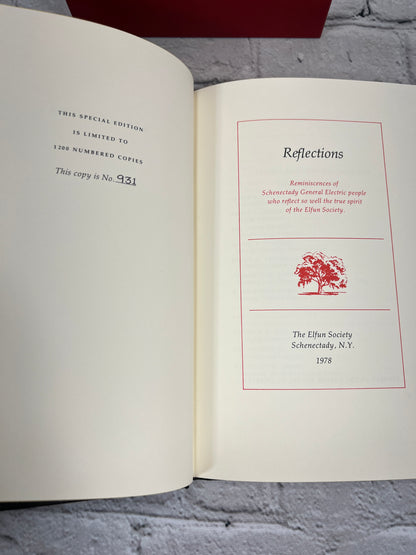 THIS SPECIAL EDITION
IS LIMITED TO
1200 NUMBERED COPIES
This copy is No. 931
Reflections
Reminiscences of
Schenectady General Electric people
who reflect so well the true spirit
of the Elfun Society.
The Elfun Society
Schenectady, N.Y.
1978